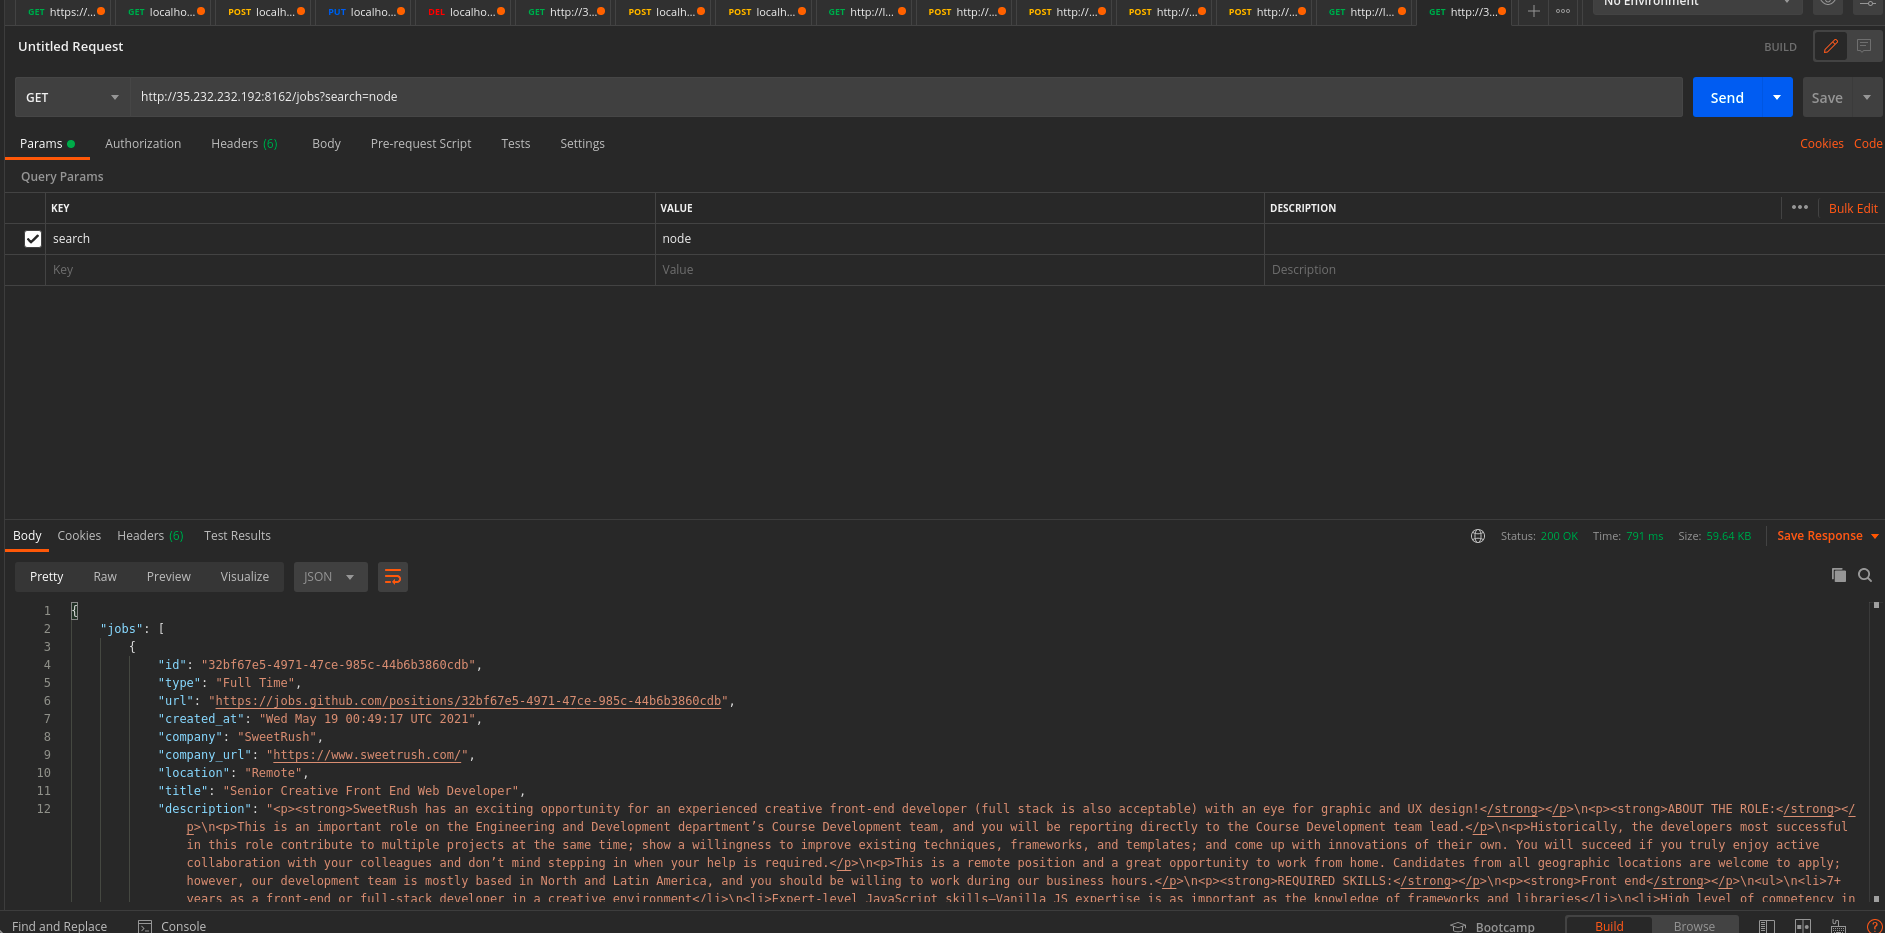 GET https://... GET localho... POST localh... PUT localho... DEL localho... GET http://3... POST localh... POST localh... GET http://l... POST http://... POST http://... POST http://... POST http://... GET http://l... GET http://3... No Environment
Untitled Request BUILD
GET http://35.232.232.192:8162/jobs?search=node Send Save
Params Authorization Headers (6) Body Pre-request Script Tests Settings Cookies Code
Query Params
KEY VALUE DESCRIPTION Bulk Edit
search node
Key Value Description
Body Cookies Headers (6) Test Results Status: 200 OK Time: 791 ms Size: 59.64 KB Save Response
Pretty Raw Preview Visualize JSON
1 {
2 "jobs": [
3 {
4 "id": "32bf67e5-4971-47ce-985c-44b6b3860cdb",
5 "type": "Full Time",
6 "url": "https://jobs.github.com/positions/32bf67e5-4971-47ce-985c-44b6b3860cdb",
7 "created_at": "Wed May 19 00:49:17 UTC 2021",
8 "company": "SweetRush",
9 "company_url": "https://www.sweetrush.com/",
10 "location": "Remote",
11 "title": "Senior Creative Front End Web Developer",
12 "description": "<p><strong>SweetRush has an exciting opportunity for an experienced creative front-end developer (full stack is also acceptable) with an eye for graphic and UX design!</strong></p>\n<p><strong>ABOUT THE ROLE:</strong></
p>\n<p>This is an important role on the Engineering and Development department’s Course Development team, and you will be reporting directly to the Course Development team lead.</p>\n<p>Historically, the developers most successful
in this role contribute to multiple projects at the same time; show a willingness to improve existing techniques, frameworks, and templates; and come up with innovations of their own. You will succeed if you truly enjoy active
collaboration with your colleagues and don’t mind stepping in when your help is required.</p>\n<p>This is a remote position and a great opportunity to work from home. Candidates from all geographic locations are welcome to apply;
however, our development team is mostly based in North and Latin America, and you should be willing to work during our business hours.</p>\n<p><strong>REQUIRED SKILLS:</strong></p>\n<p><strong>Front end</strong></p>\n<ul>\n<li>7+
years as a front-end or full-stack developer in a creative environment</li>\n<li>Expert-level JavaScript skills—Vanilla JS expertise is as important as the knowledge of frameworks and libraries</li>\n<li>High level of competency in
Find and Replace Console Bootcamp Build Browse